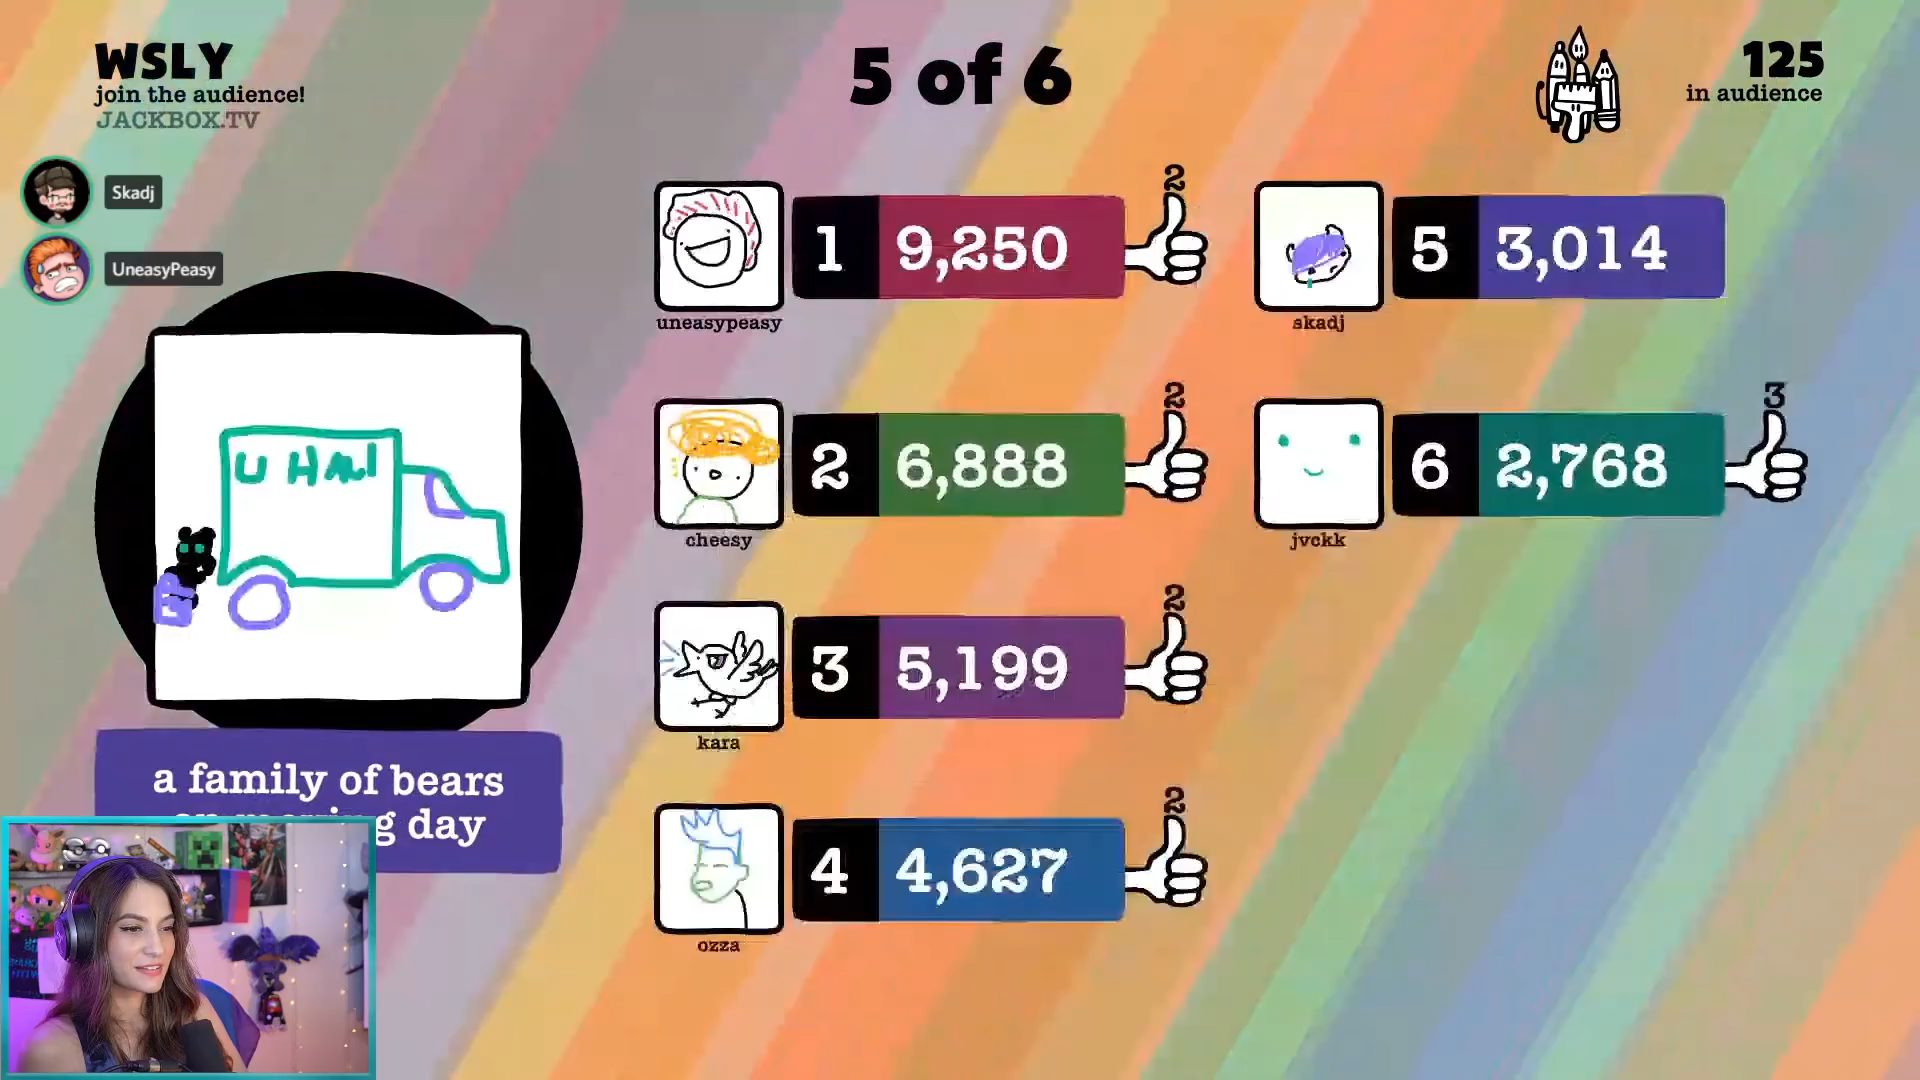 WSLY
join the audience!
JACKBOX.TV
5 of 6
125
in audience
Skadj
UneasyPeasy
U HAUl
a family of bears
on moving day
1
9,250
2
uneasypeasy
2
6,888
2
cheesy
3
5,199
2
kara
4
4,627
2
ozza
5
3,014
skadj
6
2,768
3
jvckk